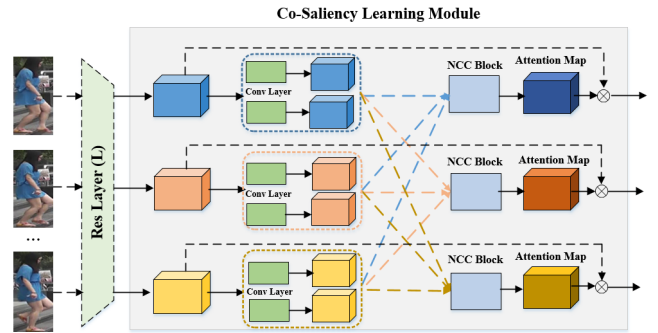 Co-Saliency Learning Module
NCC Block
Attention Map
Conv Layer
Res Layer (L)
NCC Block
Attention Map
Conv Layer
...
NCC Block
Attention Map
Conv Layer